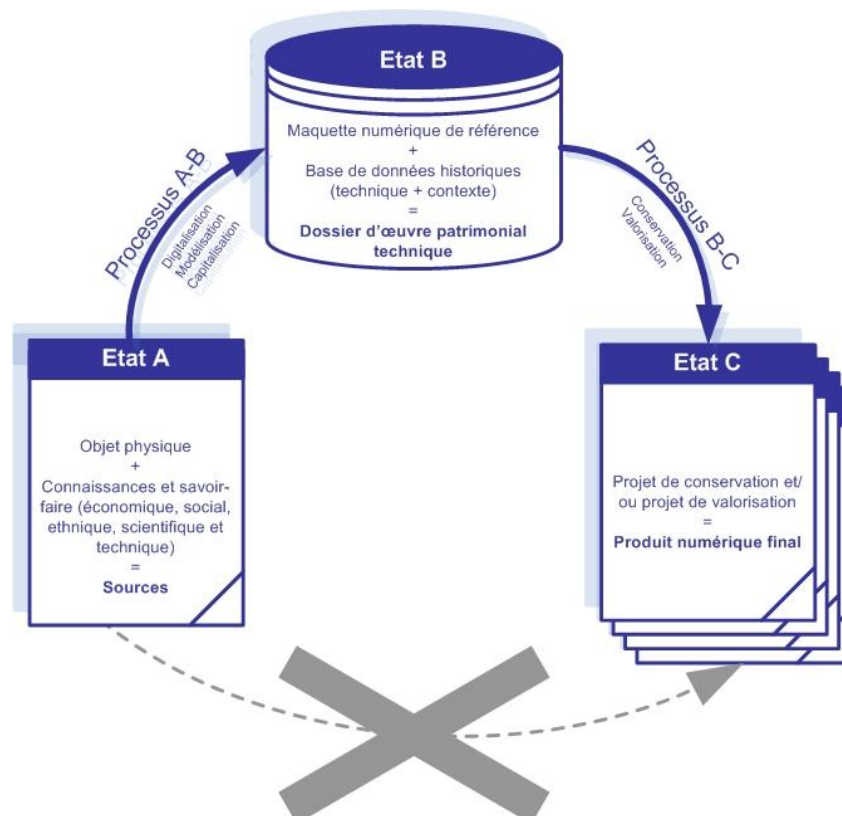 Etat B
Maquette numérique de référence
+
Base de données historiques
(technique + contexte)
=
Dossier d'œuvre patrimonial
technique
Processus A-B
Digitalisation
Modélisation
Capitalisation
Processus B-C
Conservation
Valorisation
Etat A
Objet physique
+
Connaissances et savoir-
faire (économique, social,
ethnique, scientifique et
technique)
=
Sources
Etat C
Projet de conservation et/
ou projet de valorisation
=
Produit numérique final